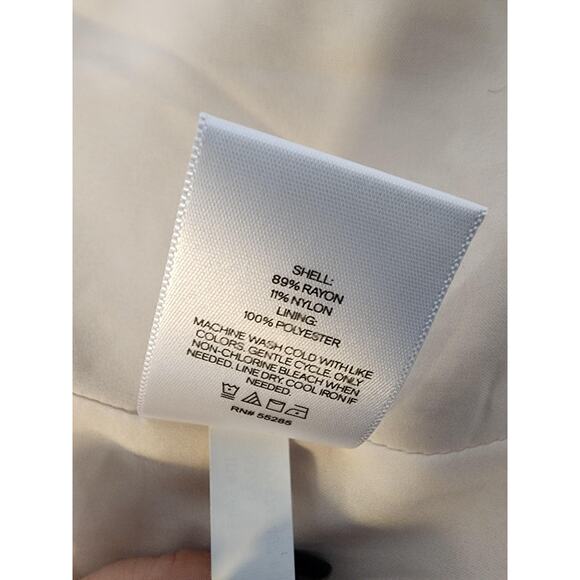 SHELL:
89% RAYON
11% NYLON
LINING:
100% POLYESTER
MACHINE WASH COLD WITH LIKE
COLORS. GENTLE CYCLE. ONLY
NON-CHLORINE BLEACH WHEN
NEEDED. LINE DRY. COOL IRON IF
NEEDED.
RN# 55285